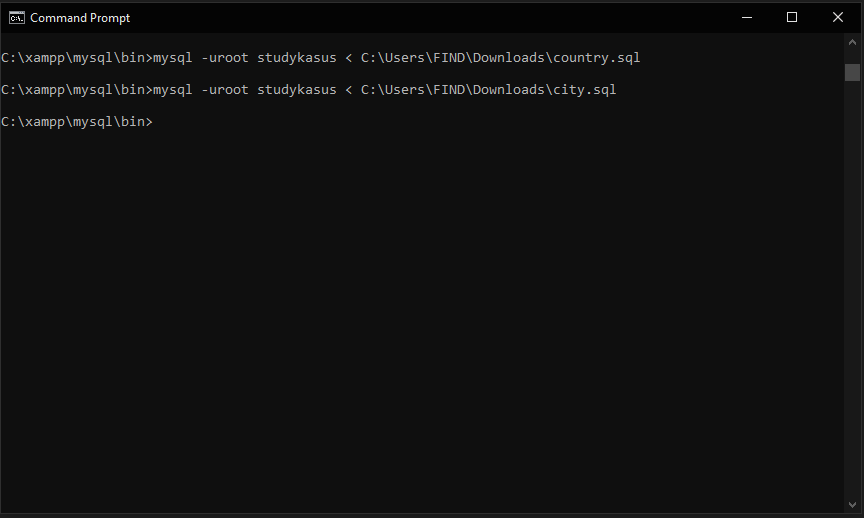 Command Prompt
C:\xampp\mysql\bin>mysql -uroot studykasus < C:\Users\FIND\Downloads\country.sql
C:\xampp\mysql\bin>mysql -uroot studykasus < C:\Users\FIND\Downloads\city.sql
C:\xampp\mysql\bin>